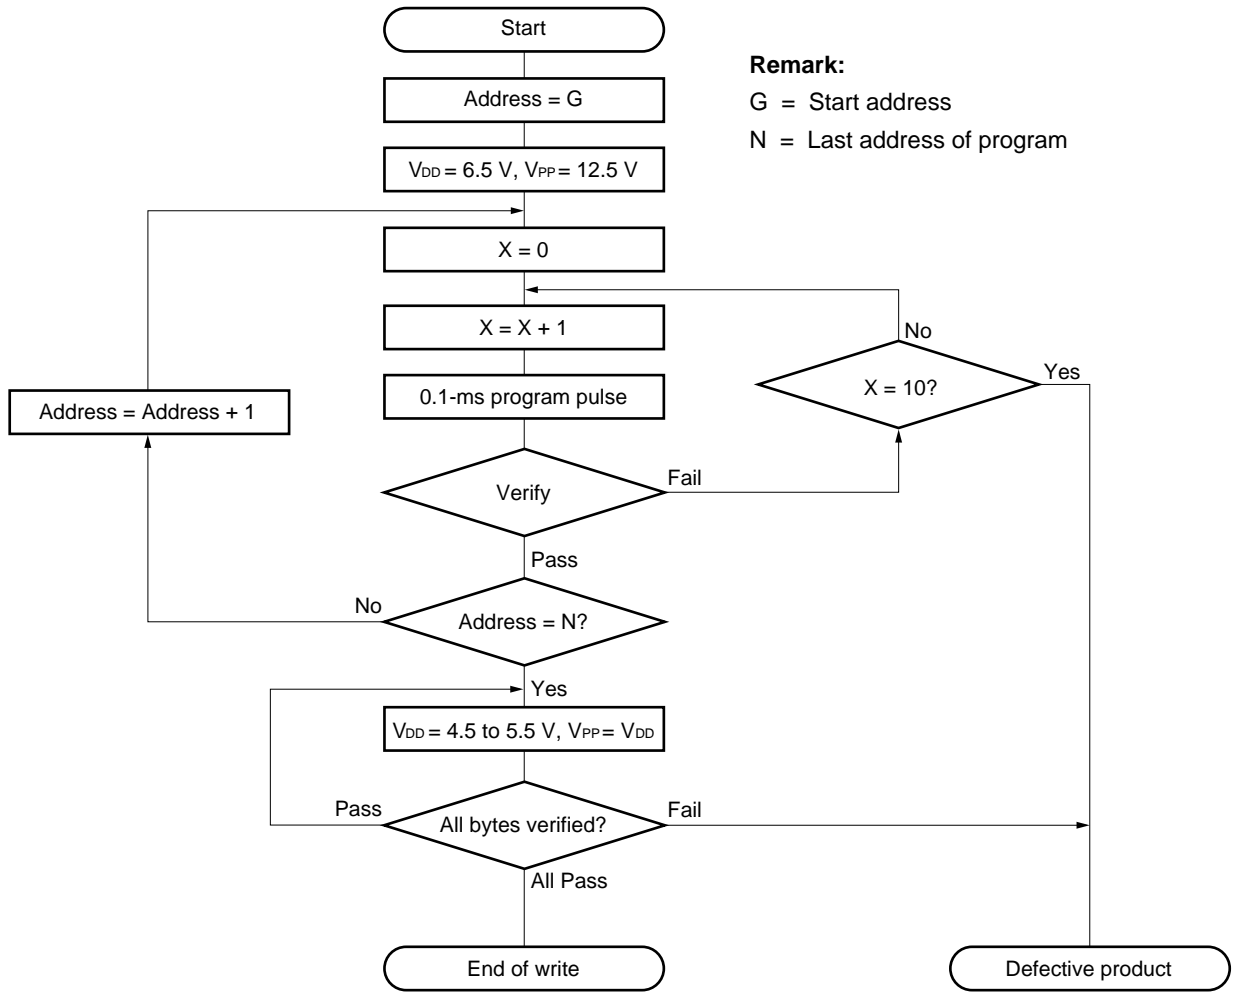 Start
Remark:
Address = G
G = Start address
N = Last address of program
VDD = 6.5 V, VPP = 12.5 V
X = 0
X = X + 1
No
X = 10?
Yes
0.1-ms program pulse
Address = Address + 1
Verify
Fail
Pass
No
Address = N?
Yes
VDD = 4.5 to 5.5 V, VPP = VDD
Pass
All bytes verified?
Fail
All Pass
End of write
Defective product